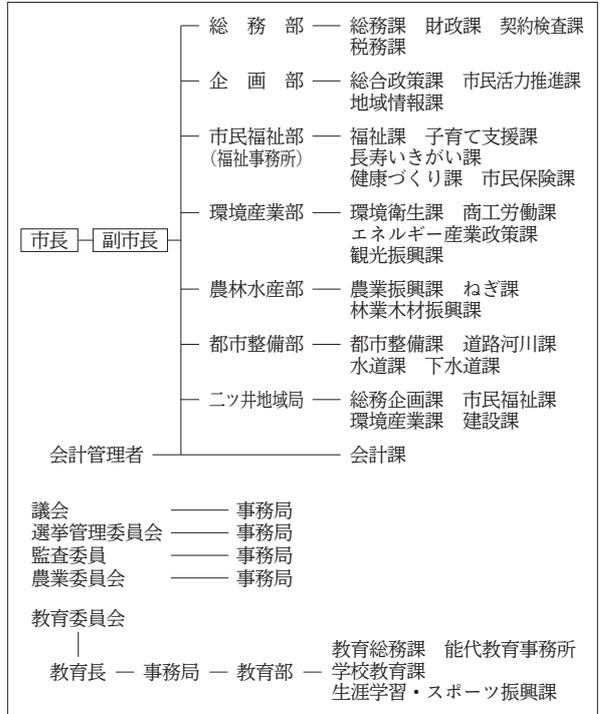 総務部 総務課 財政課 契約検査課
税務課
企画部 総合政策課 市民活力推進課
地域情報課
市民福祉部 福祉課 子育て支援課
(福祉事務所) 長寿いきがい課
健康づくり課 市民保険課
環境産業部 環境衛生課 商工労働課
市長 副市長 エネルギー産業政策課
観光振興課
農林水産部 農業振興課 ねぎ課
林業木材振興課
都市整備部 都市整備課 道路河川課
水道課 下水道課
二ツ井地域局 総務企画課 市民福祉課
環境産業課 建設課
会計管理者 会計課
議会 事務局
選挙管理委員会 事務局
監査委員 事務局
農業委員会 事務局
教育委員会
教育総務課 能代教育事務所
教育長 事務局 教育部 学校教育課
生涯学習・スポーツ振興課